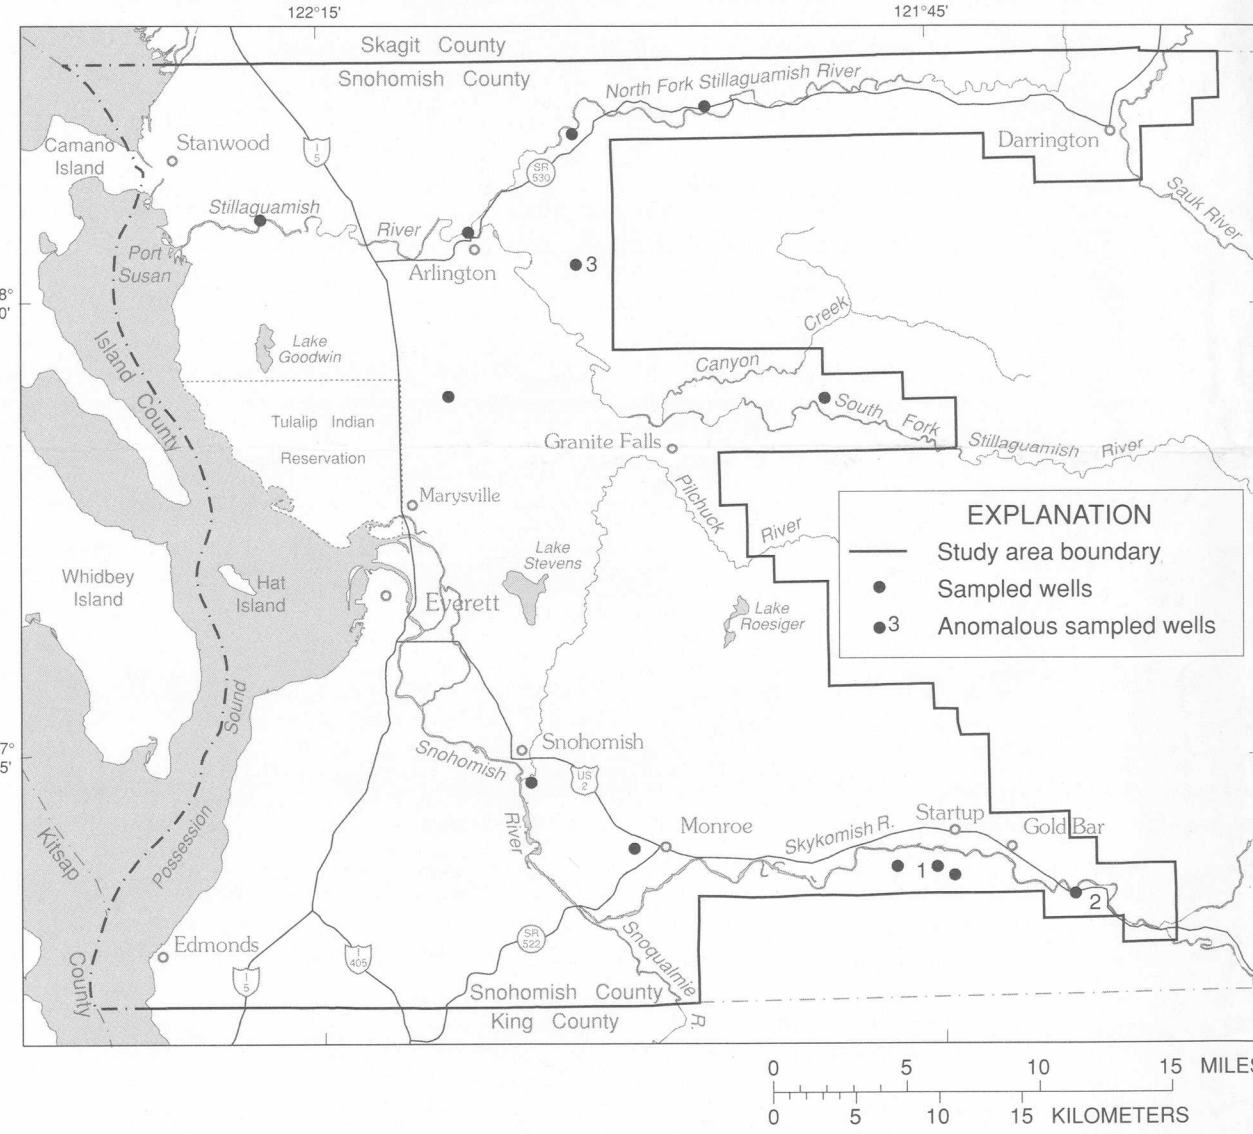 122°15'
121°45'
Skagit County
Snohomish County
North Fork Stillaguamish River
I
5
Camano
Island
Stanwood
SR
530
Darrington
Sauk River
Stillaguamish
River
Port
Susan
Arlington
3
8°
0'
Creek
Island County
Lake
Goodwin
Canyon
South Fork
Stillaguamish River
Tulalip Indian
Reservation
Granite Falls
Marysville
Pilchuck
River
EXPLANATION
Study area boundary
Sampled wells
3 Anomalous sampled wells
Whidbey
Island
Hat
Island
Lake
Stevens
Everett
Lake
Roesiger
Sound
Snohomish
Snohomish
River
US
2
7°
5'
Possession
Kitsap
County
Monroe
Skykomish R.
Startup
Gold Bar
1
2
Edmonds
I
5
I
405
SR
522
Snoqualmie
R.
Snohomish County
King County
0 5 10 15 MILES
0 5 10 15 KILOMETERS